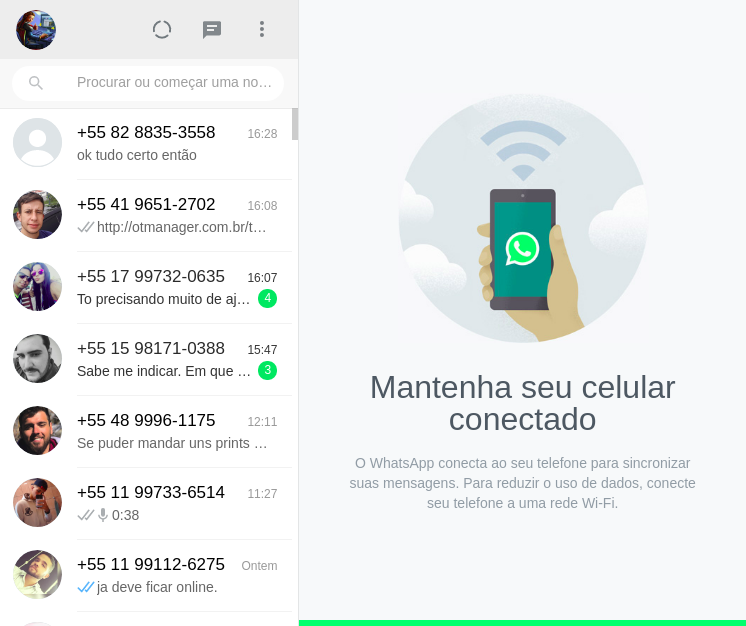 Procurar ou começar uma no…
+55 82 8835-3558 16:28
ok tudo certo então
+55 41 9651-2702 16:08
http://otmanager.com.br/t…
+55 17 99732-0635 16:07
To precisando muito de aj… 4
+55 15 98171-0388 15:47
Sabe me indicar. Em que … 3
+55 48 9996-1175 12:11
Se puder mandar uns prints …
+55 11 99733-6514 11:27
0:38
+55 11 99112-6275 Ontem
ja deve ficar online.
Mantenha seu celular
conectado
O WhatsApp conecta ao seu telefone para sincronizar
suas mensagens. Para reduzir o uso de dados, conecte
seu telefone a uma rede Wi-Fi.